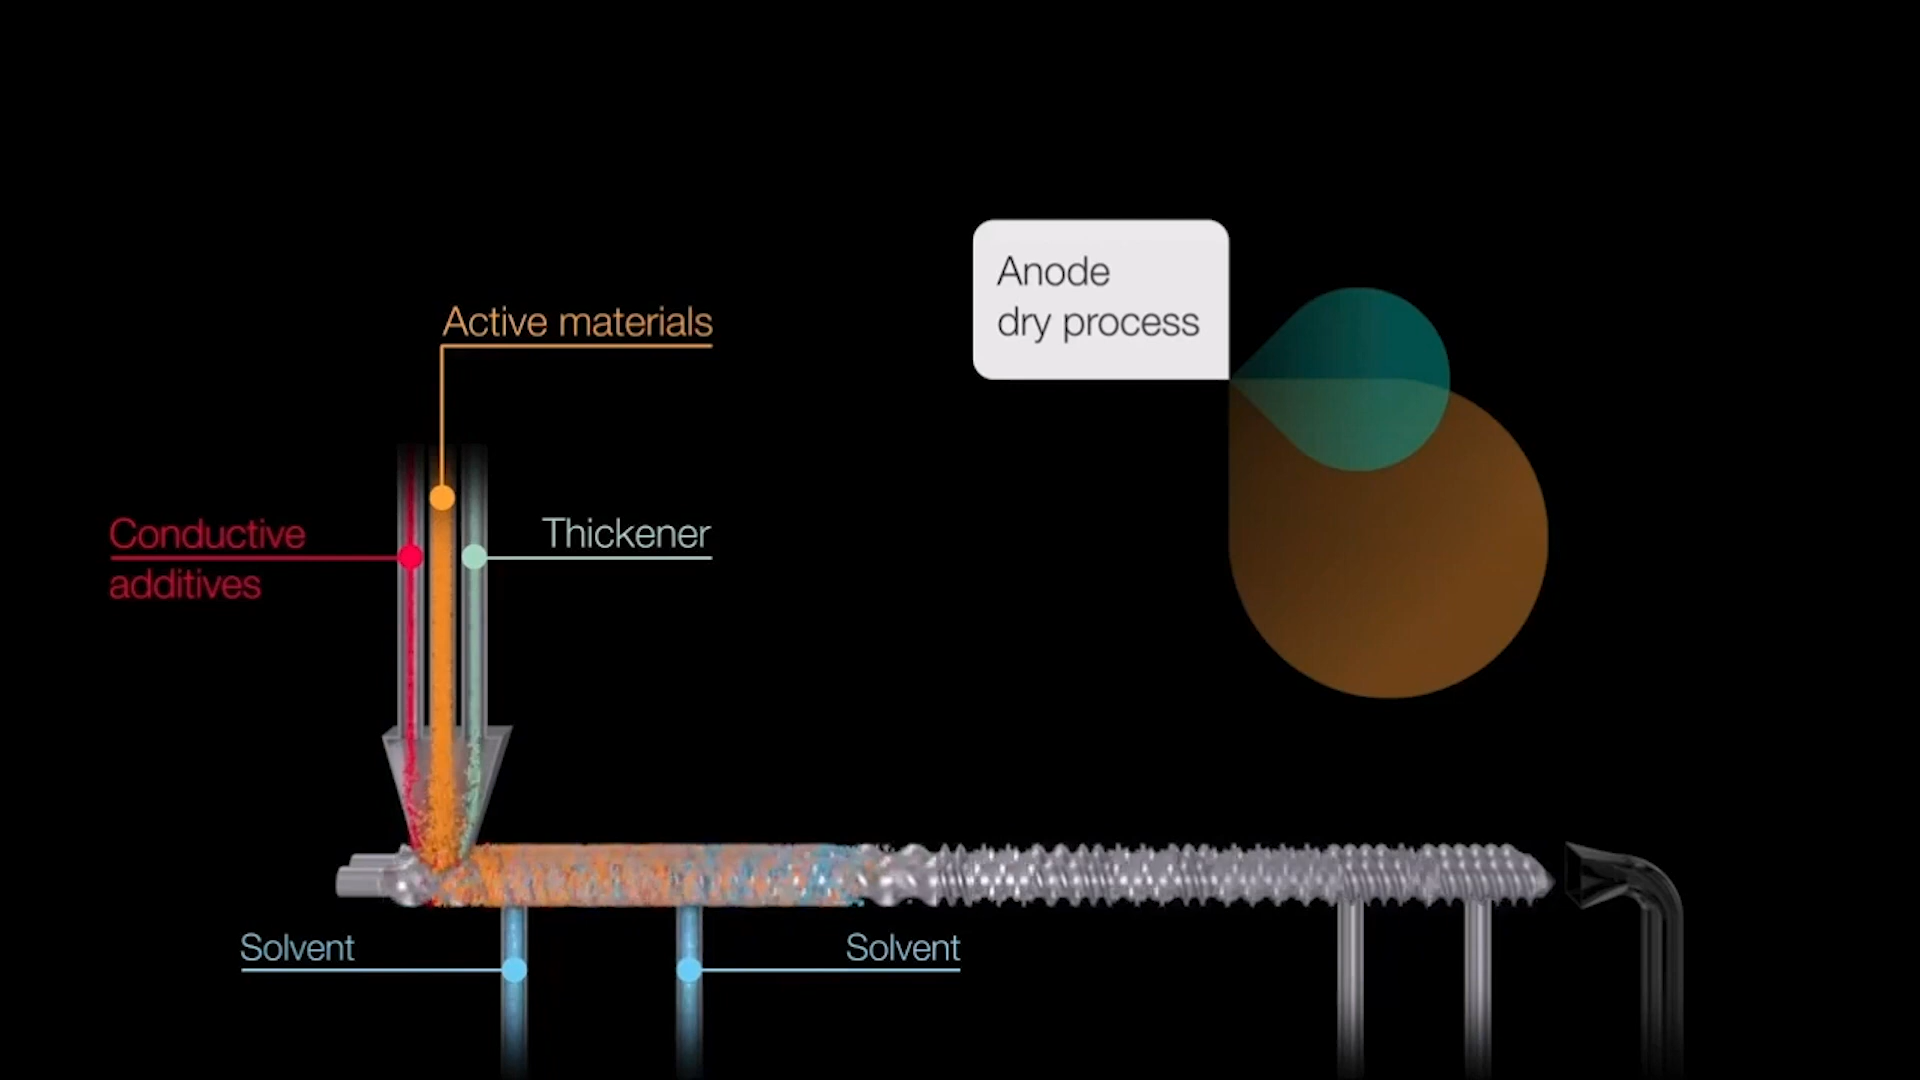 Anode
dry process
Active materials
Conductive
additives
Thickener
Solvent
Solvent